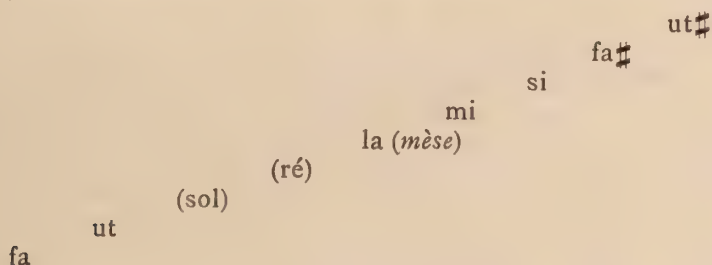 ut♯
fa♯
si
mi
la (mèse)
(ré)
(sol)
ut
fa